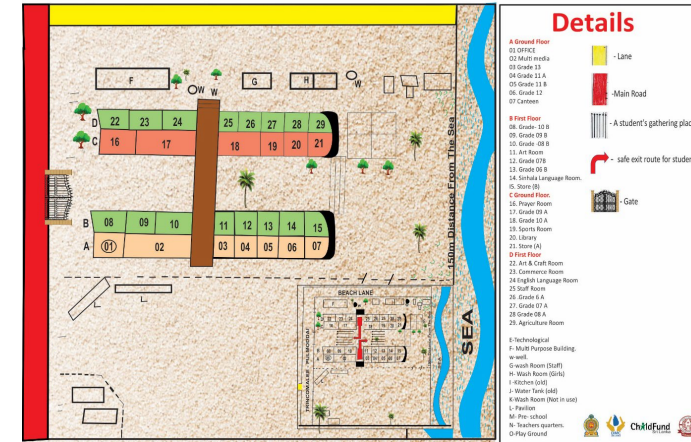 F
G
H
W
W W
D 22 23 24 25 26 27 28 29
C 16 17 18 19 20 21
B 08 09 10 11 12 13 14 15
A 01 02 03 04 05 06 07
L
L
150m Distance From The Sea
SEA
BEACH LANE
Details
A Ground Floor
01 OFFICE
O2 Multi media
03 Grade 13
04 Grade 11 A
O5 Grade 11 B
06. Grade 12
07 Canteen
B First Floor
08. Grade- 10 B
09. Grade 09 B
10. Grade -08 B
11. Art Room
12. Grade 07B
13. Grade 06 B
14. Sinhala Language Room.
I5. Store (B)
C Ground Floor.
16. Prayer Room
17. Grade 09 A
18. Grade 10 A
19. Sports Room
20. Library
21. Store (A)
D First Floor
22. Art & Craft Room
23. Commerce Room
24 English Language Room
25 Staff Room
26 .Grade 6 A
27. Grade 07 A
28 Grade 08 A
29. Agriculture Room
E-Technological
F- Multi Purpose Building.
w-well.
G-wash Room (Staff)
H- Wash Room (Girls)
I -Kitchen (old)
J- Water Tank (old)
K-Wash Room (Not in use)
L- Pavilion
M- Pre- school
N- Teachers quarters.
O-Play Ground
- Lane
-Main Road
- A student's gathering plac
- safe exit route for studen
- Gate
ChildFund